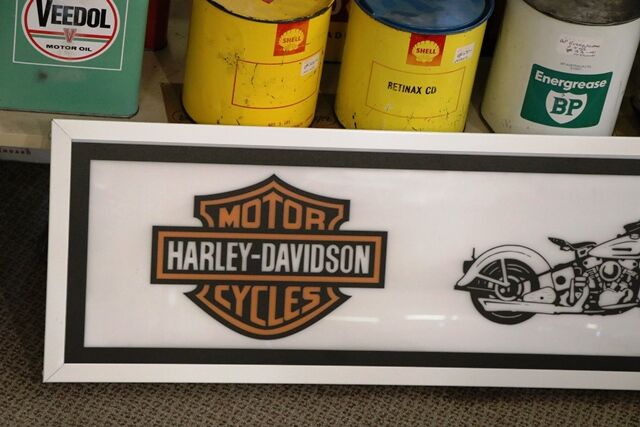 VEEDOL
MOTOR OIL
SHELL
SHELL
RETINAX CD
Energrease
BP
MOTOR
HARLEY-DAVIDSON
CYCLES